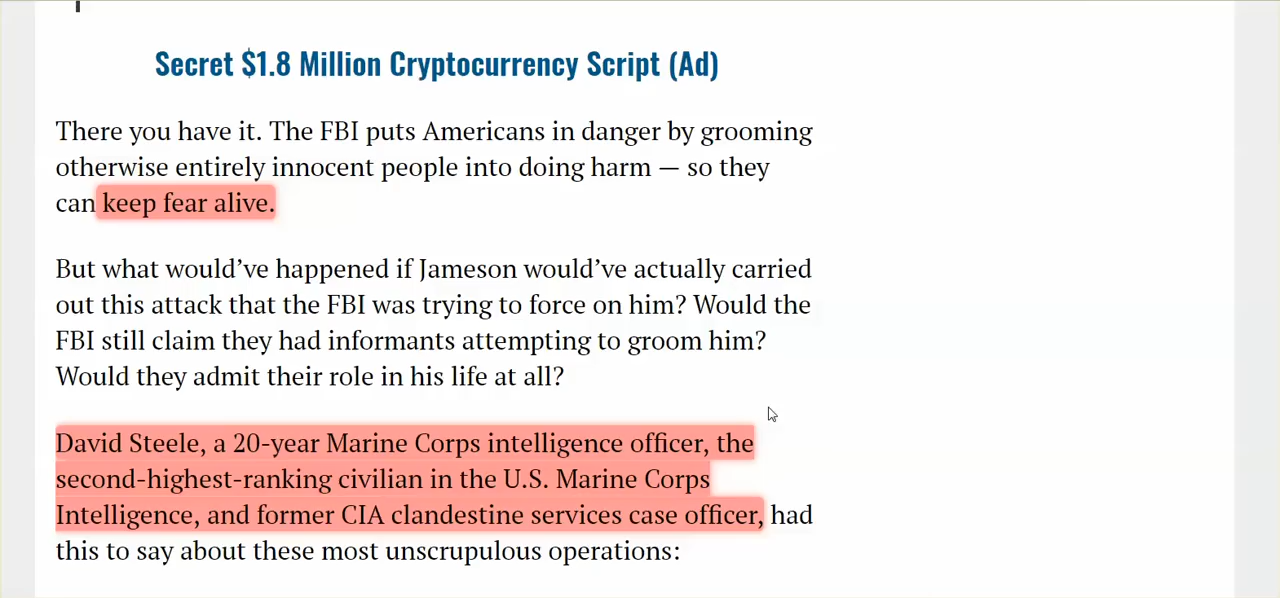 Secret $1.8 Million Cryptocurrency Script (Ad)
There you have it. The FBI puts Americans in danger by grooming
otherwise entirely innocent people into doing harm — so they
can keep fear alive.
But what would’ve happened if Jameson would’ve actually carried
out this attack that the FBI was trying to force on him? Would the
FBI still claim they had informants attempting to groom him?
Would they admit their role in his life at all?
David Steele, a 20-year Marine Corps intelligence officer, the
second-highest-ranking civilian in the U.S. Marine Corps
Intelligence, and former CIA clandestine services case officer, had
this to say about these most unscrupulous operations: